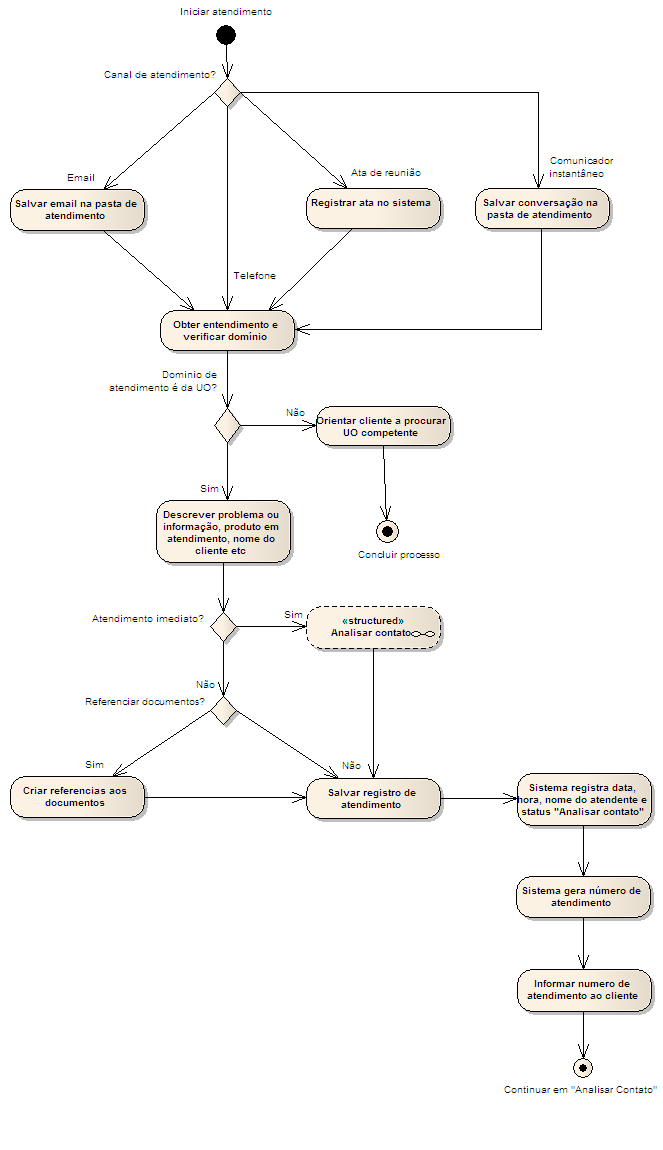 Iniciar atendimento
Canal de atendimento?
Email
Ata de reunião
Comunicador
instantâneo
Salvar email na pasta de
atendimento
Registrar ata no sistema
Salvar conversação na
pasta de atendimento
Telefone
Obter entendimento e
verificar domínio
Dominio de
atendimento é da UO?
Não
Orientar cliente a procurar
UO competente
Concluir processo
Sim
Descrever problema ou
informação, produto em
atendimento, nome do
cliente etc
Atendimento imediato?
Sim
«structured»
Analisar contato
Não
Referenciar documentos?
Sim
Não
Criar referencias aos
documentos
Salvar registro de
atendimento
Sistema registra data,
hora, nome do atendente e
status "Analisar contato"
Sistema gera número de
atendimento
Informar numero de
atendimento ao cliente
Continuar em "Analisar Contato"